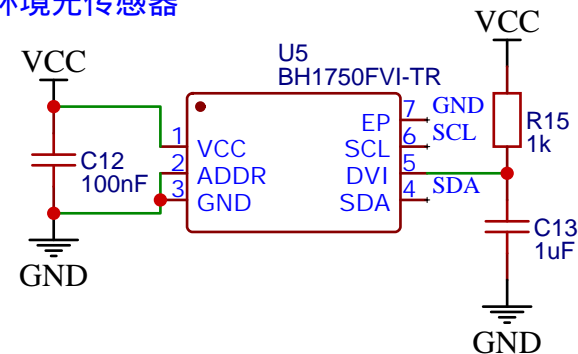 环境光传感器
VCC
C12
100nF
GND
U5
BH1750FVI-TR
1
VCC
2
ADDR
3
GND
EP
7
GND
SCL
6
SCL
DVI
5
SDA
4
SDA
VCC
R15
1k
C13
1uF
GND